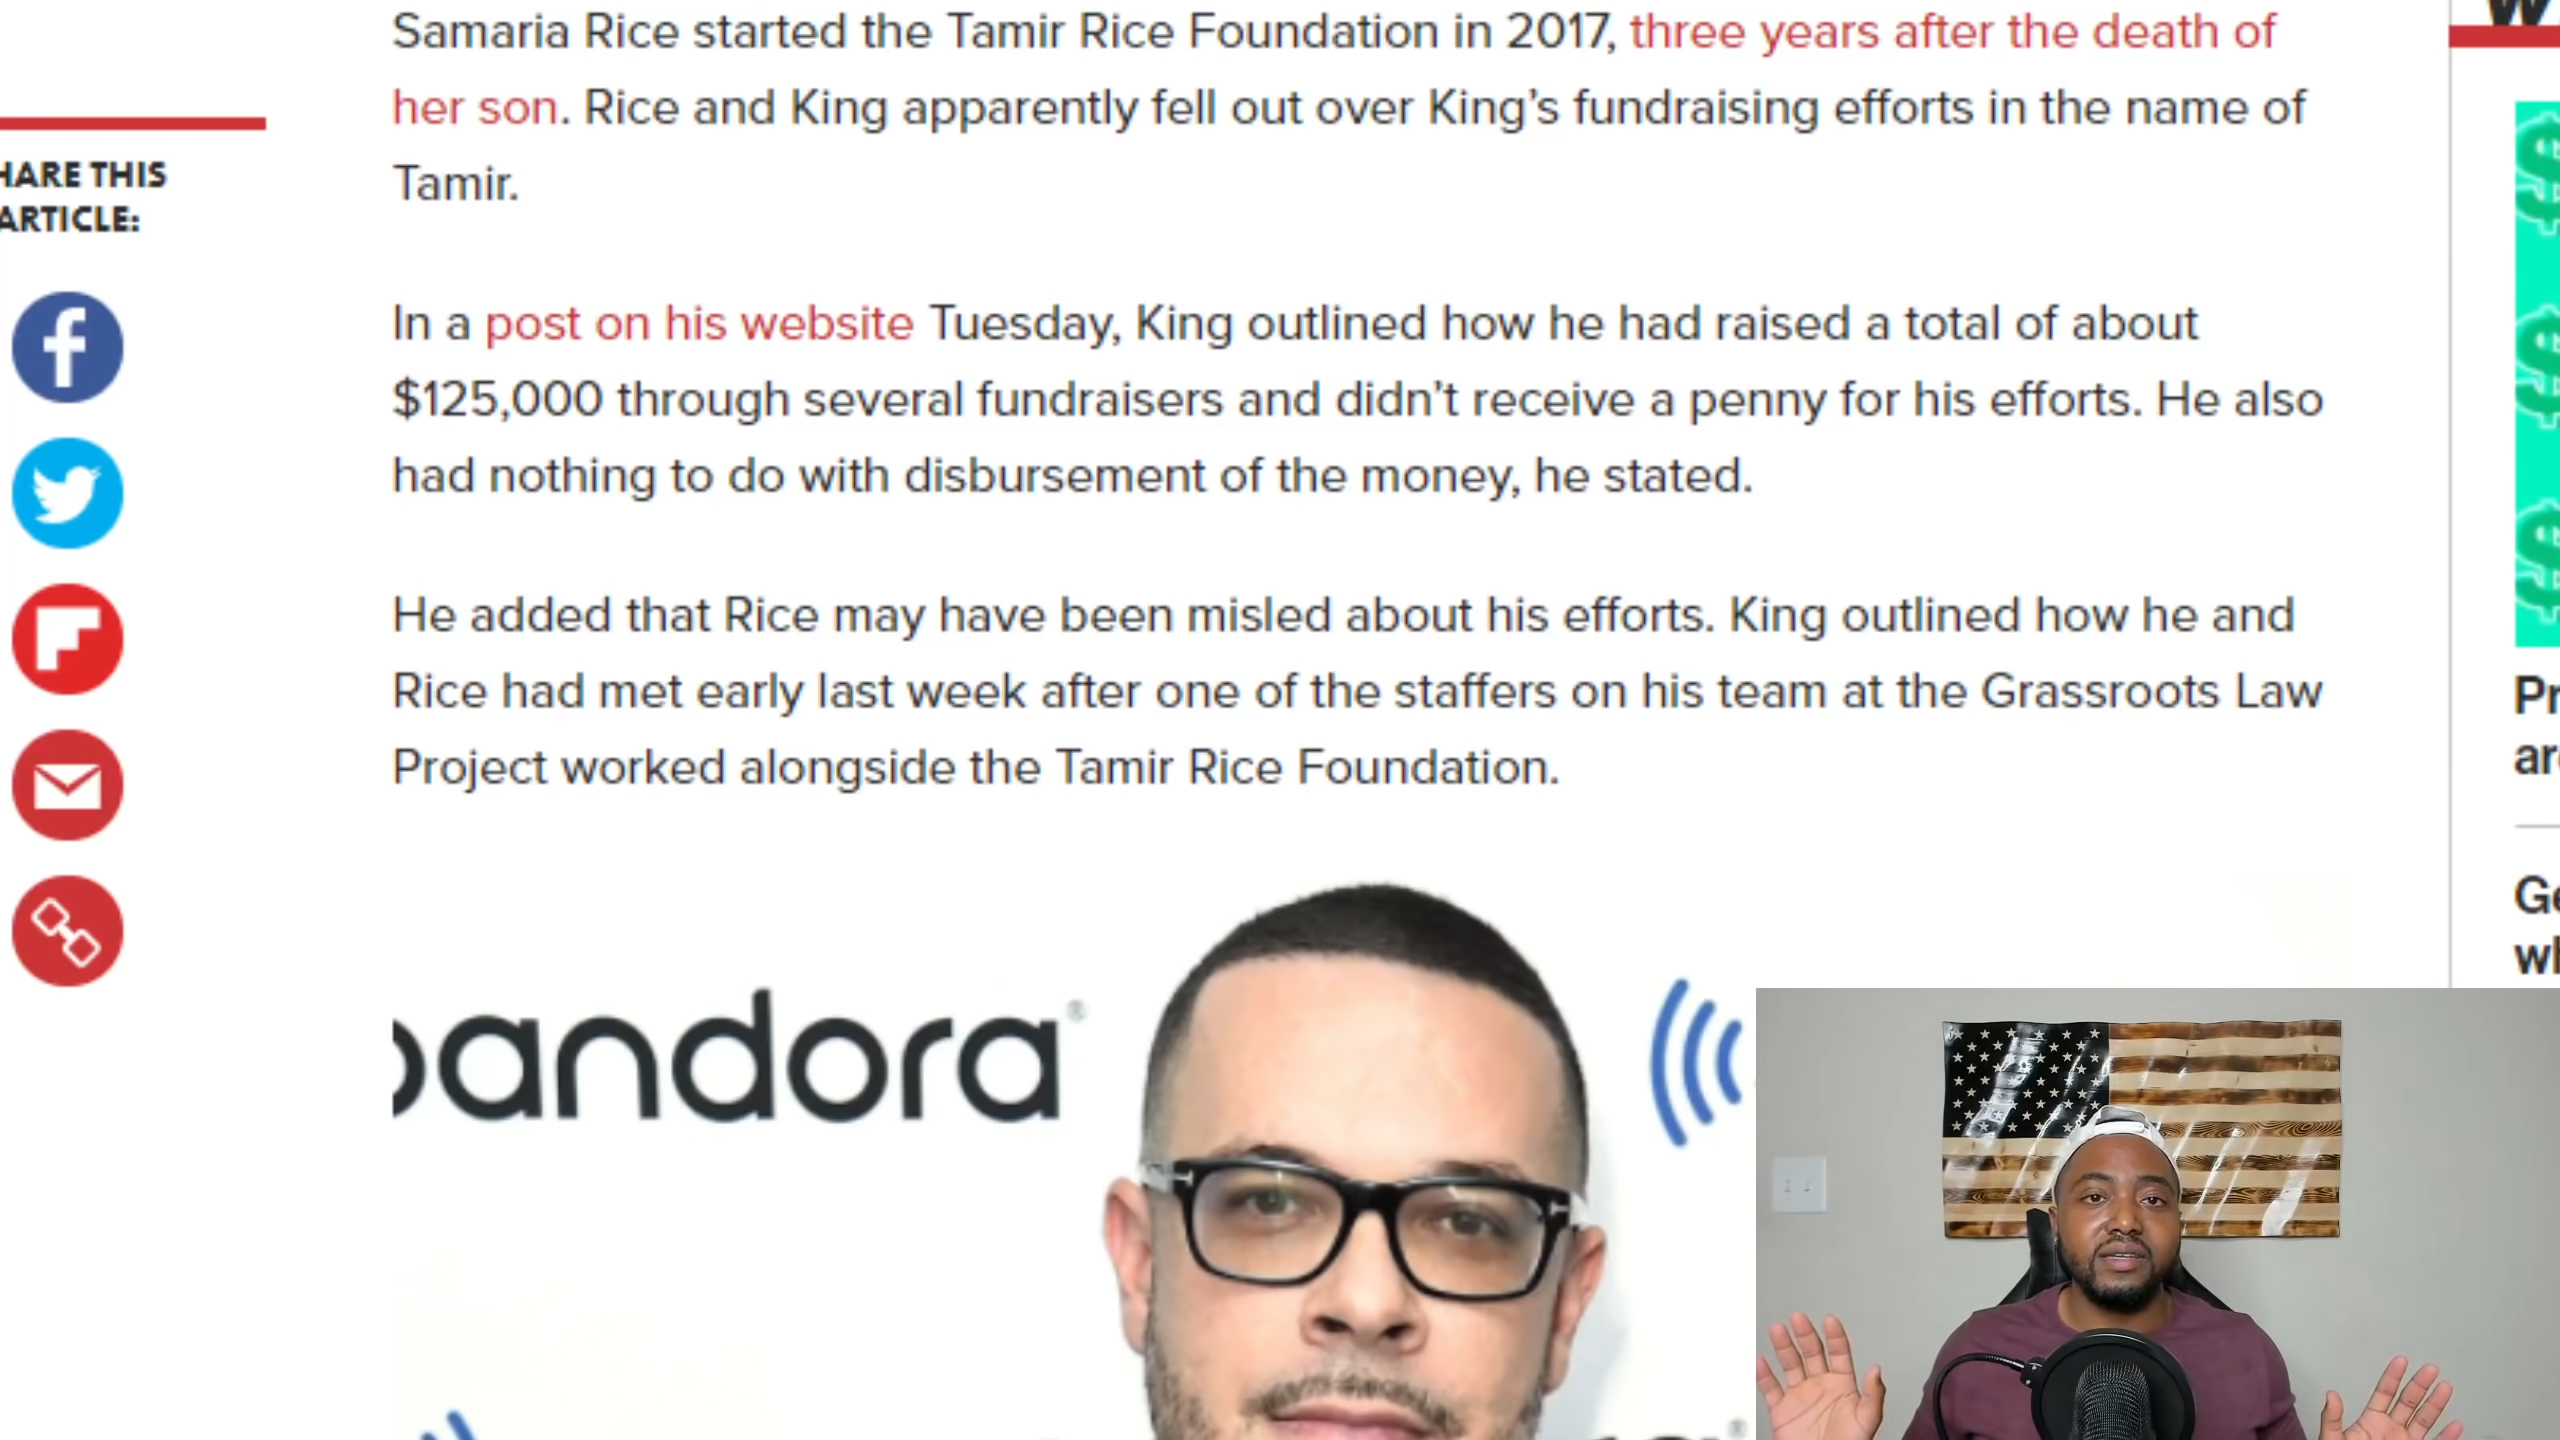 Samaria Rice started the Tamir Rice Foundation in 2017, three years after the death of
her son. Rice and King apparently fell out over King’s fundraising efforts in the name of
Tamir.
HARE THIS
ARTICLE:
In a post on his website Tuesday, King outlined how he had raised a total of about
$125,000 through several fundraisers and didn't receive a penny for his efforts. He also
had nothing to do with disbursement of the money, he stated.
He added that Rice may have been misled about his efforts. King outlined how he and
Rice had met early last week after one of the staffers on his team at the Grassroots Law
Project worked alongside the Tamir Rice Foundation.
pandora®